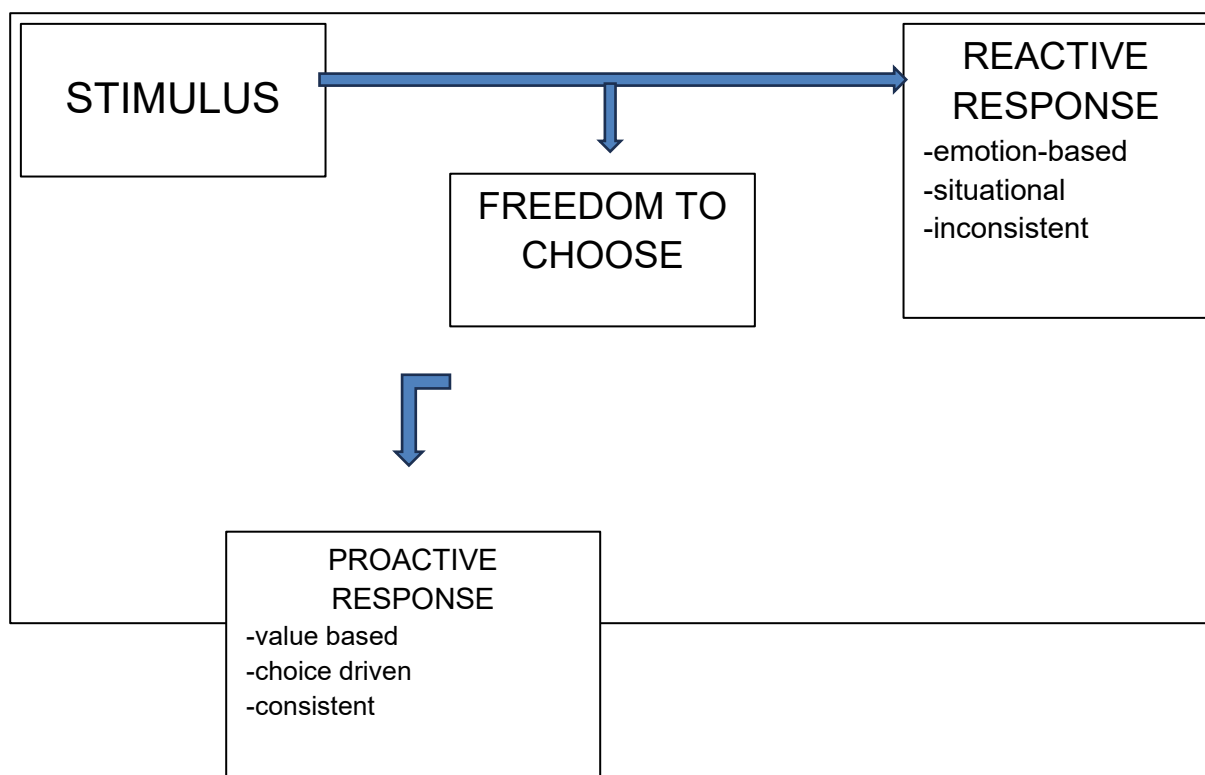 STIMULUS
REACTIVE
RESPONSE
-emotion-based
-situational
-inconsistent
FREEDOM TO
CHOOSE
PROACTIVE
RESPONSE
-value based
-choice driven
-consistent